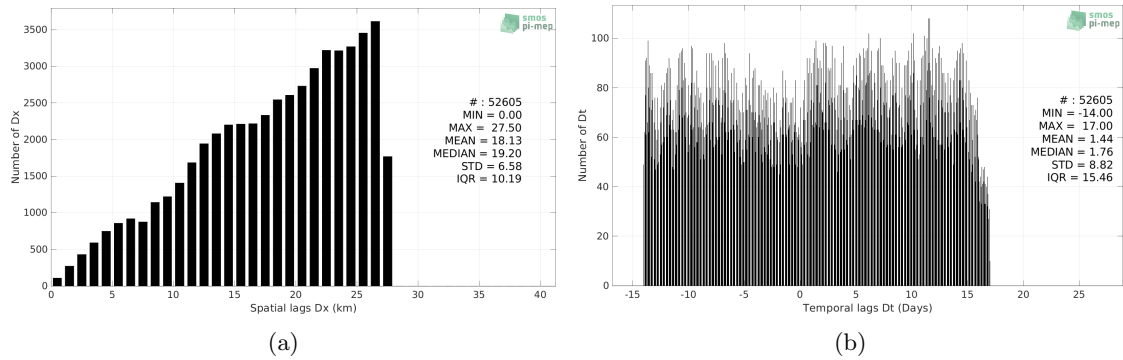 smos
pi-mep
3500
3000
2500
2000
1500
1000
500
0
Number of Dx
# : 52605
MIN = 0.00
MAX = 27.50
MEAN = 18.13
MEDIAN = 19.20
STD = 6.58
IQR = 10.19
0 5 10 15 20 25 30 35 40
Spatial lags Dx (km)
(a)
smos
pi-mep
100
80
60
40
20
0
Number of Dt
# : 52605
MIN = -14.00
MAX = 17.00
MEAN = 1.44
MEDIAN = 1.76
STD = 8.82
IQR = 15.46
-15 -10 -5 0 5 10 15 20 25
Temporal lags Dt (Days)
(b)